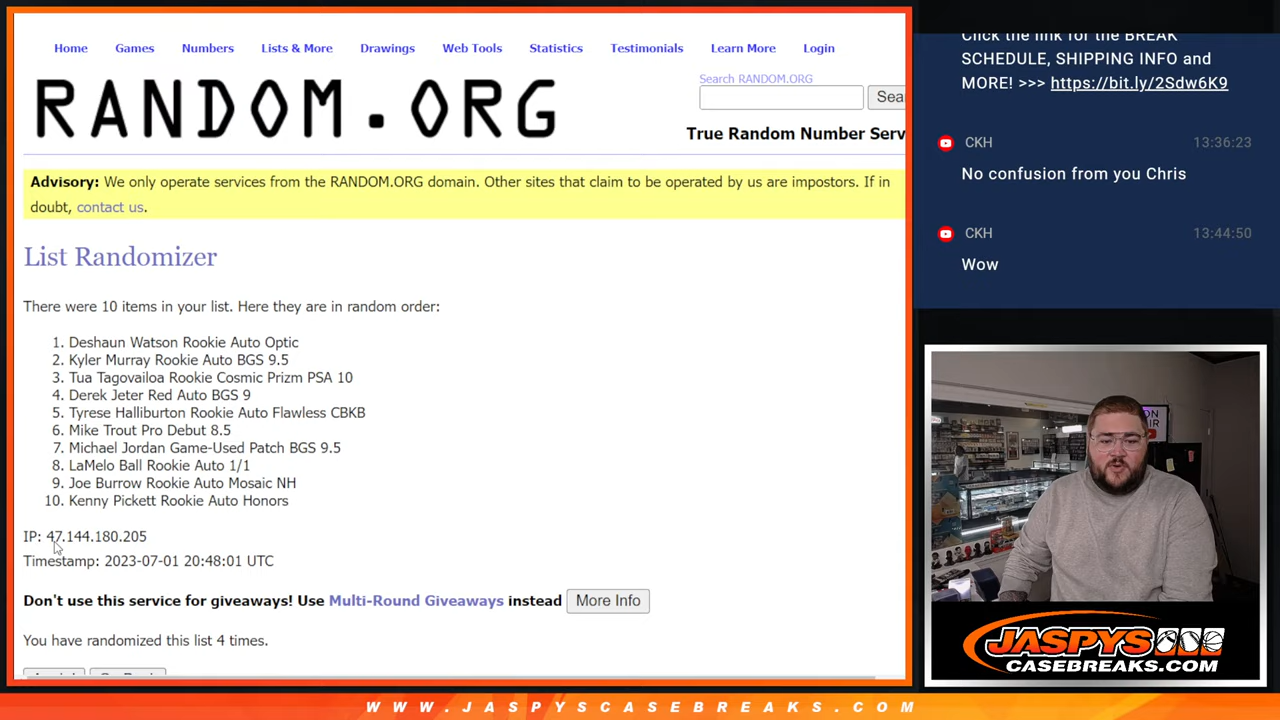 Home Games Numbers Lists & More Drawings Web Tools Statistics Testimonials Learn More Login
RANDOM.ORG
Search RANDOM.ORG
Sea
True Random Number Serv
Advisory: We only operate services from the RANDOM.ORG domain. Other sites that claim to be operated by us are impostors. If in
doubt, contact us.
List Randomizer
There were 10 items in your list. Here they are in random order:
1. Deshaun Watson Rookie Auto Optic
2. Kyler Murray Rookie Auto BGS 9.5
3. Tua Tagovailoa Rookie Cosmic Prizm PSA 10
4. Derek Jeter Red Auto BGS 9
5. Tyrese Halliburton Rookie Auto Flawless CBKB
6. Mike Trout Pro Debut 8.5
7. Michael Jordan Game-Used Patch BGS 9.5
8. LaMelo Ball Rookie Auto 1/1
9. Joe Burrow Rookie Auto Mosaic NH
10. Kenny Pickett Rookie Auto Honors
IP: 47.144.180.205
Timestamp: 2023-07-01 20:48:01 UTC
Don't use this service for giveaways! Use Multi-Round Giveaways instead More Info
You have randomized this list 4 times.
Click the link for the BREAK
SCHEDULE, SHIPPING INFO and
MORE! >>> https://bit.ly/2Sdw6K9
CKH 13:36:23
No confusion from you Chris
CKH 13:44:50
Wow
ON
AIR
JASPYS
CASEBREAKS.COM
WWW.JASPYSCASEBREAKS.COM